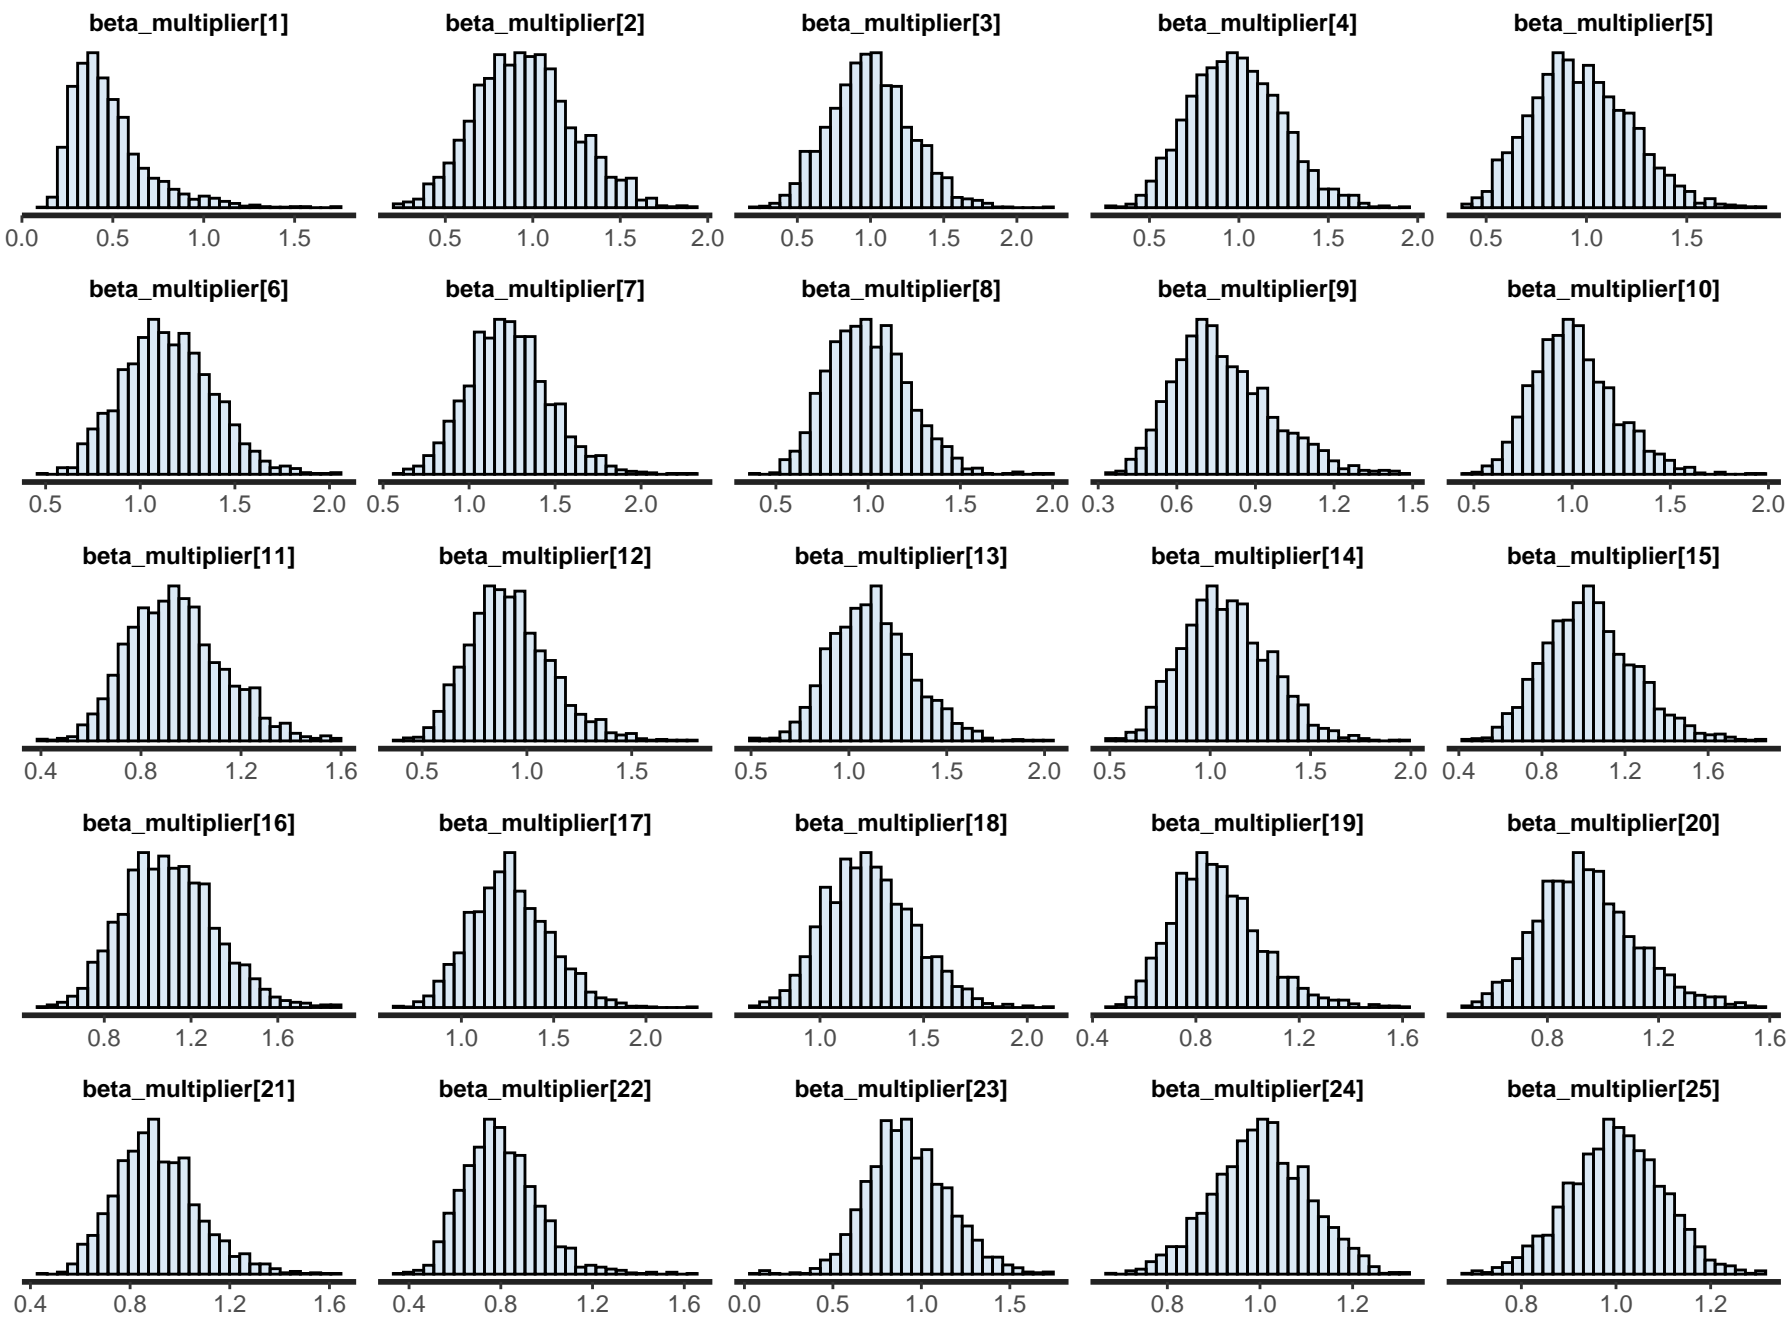 beta_multiplier[1] beta_multiplier[2] beta_multiplier[3] beta_multiplier[4] beta_multiplier[5]
0.0 0.5 1.0 1.5 0.5 1.0 1.5 2.0 0.5 1.0 1.5 2.0 0.5 1.0 1.5 2.0 0.5 1.0 1.5
beta_multiplier[6] beta_multiplier[7] beta_multiplier[8] beta_multiplier[9] beta_multiplier[10]
0.5 1.0 1.5 2.0 0.5 1.0 1.5 2.0 0.5 1.0 1.5 2.0 0.3 0.6 0.9 1.2 1.5 0.5 1.0 1.5 2.0
beta_multiplier[11] beta_multiplier[12] beta_multiplier[13] beta_multiplier[14] beta_multiplier[15]
0.4 0.8 1.2 1.6 0.5 1.0 1.5 0.5 1.0 1.5 2.0 0.5 1.0 1.5 2.0 0.4 0.8 1.2 1.6
beta_multiplier[16] beta_multiplier[17] beta_multiplier[18] beta_multiplier[19] beta_multiplier[20]
0.8 1.2 1.6 1.0 1.5 2.0 1.0 1.5 2.0 0.4 0.8 1.2 1.6 0.8 1.2 1.6
beta_multiplier[21] beta_multiplier[22] beta_multiplier[23] beta_multiplier[24] beta_multiplier[25]
0.4 0.8 1.2 1.6 0.4 0.8 1.2 1.6 0.0 0.5 1.0 1.5 0.8 1.0 1.2 0.8 1.0 1.2